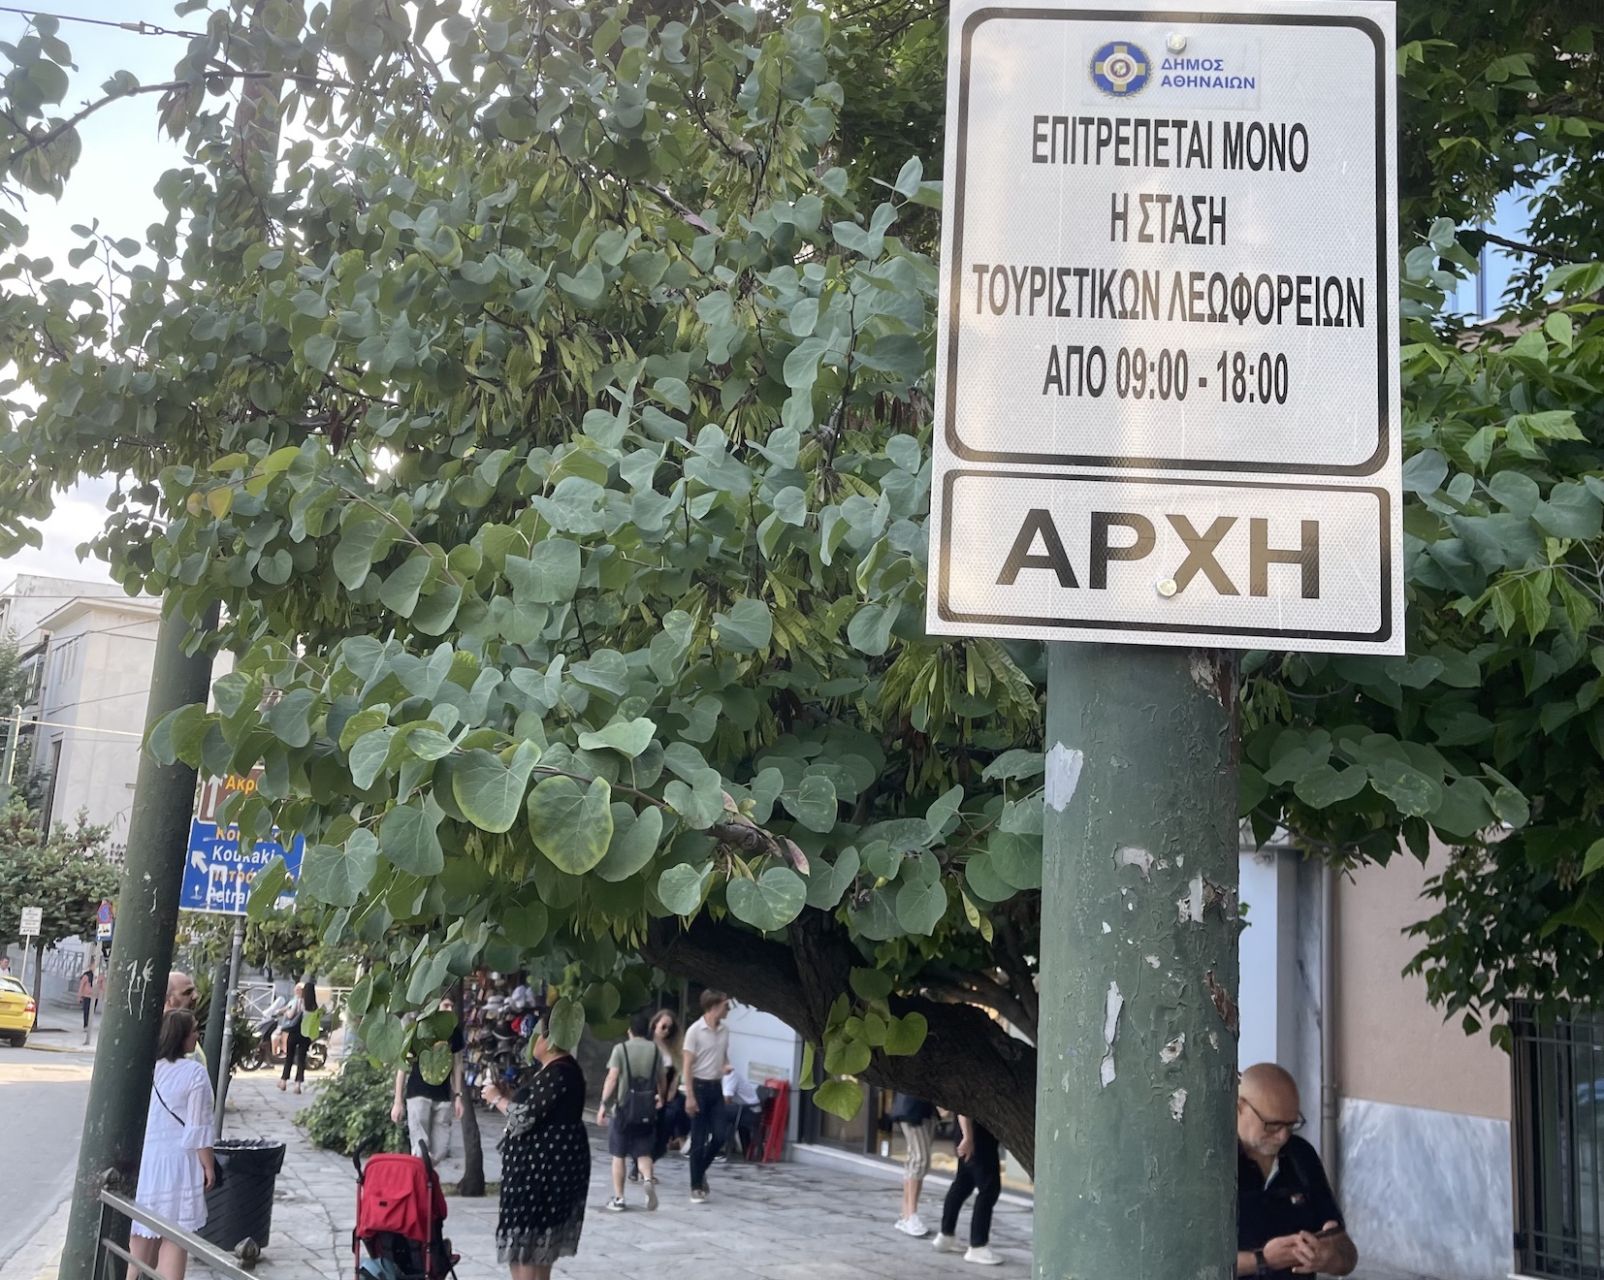 ΔΗΜΟΣ
ΑΘΗΝΑΙΩΝ
ΕΠΙΤΡΕΠΕΤΑΙ ΜΟΝΟ
Η ΣΤΑΣΗ
ΤΟΥΡΙΣΤΙΚΩΝ ΛΕΩΦΟΡΕΙΩΝ
ΑΠΟ 09:00 - 18:00
ΑΡΧΗ
Koukaki